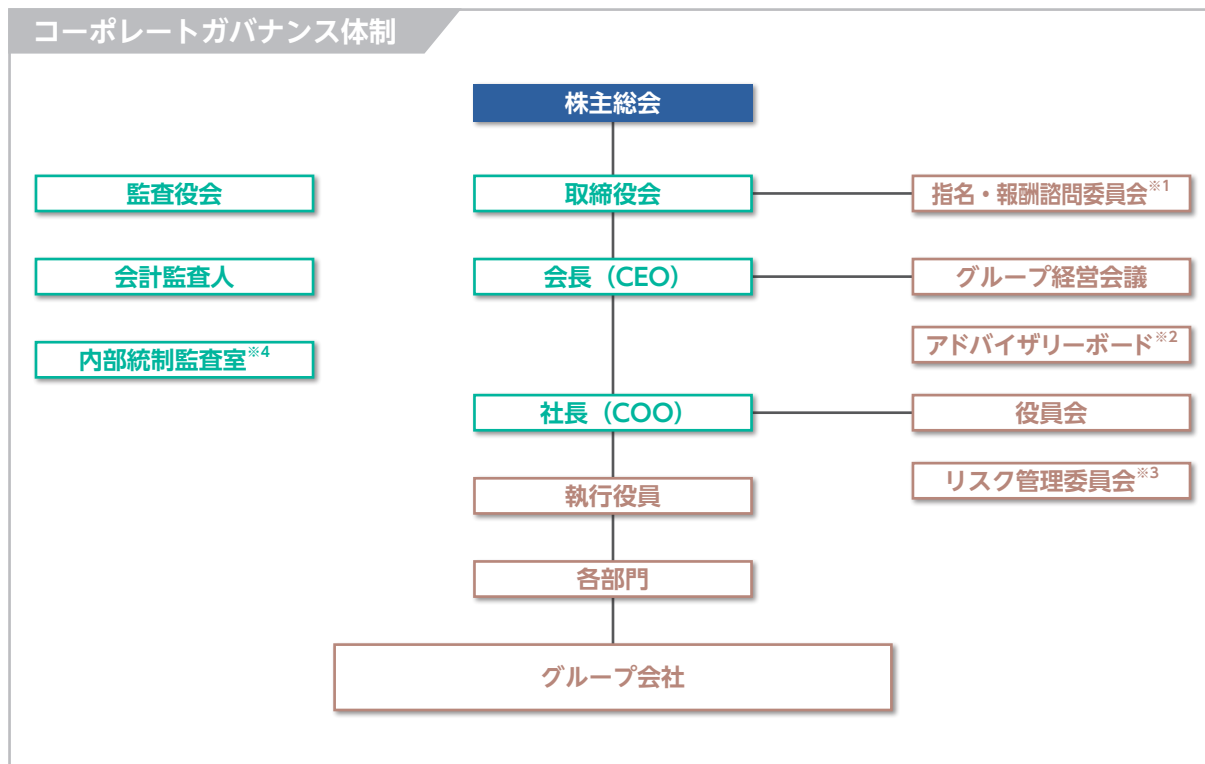 コーポレートガバナンス体制
株主総会
監査役会
取締役会
指名・報酬諮問委員会※1
会計監査人
会長（CEO）
グループ経営会議
内部統制監査室※4
アドバイザリーボード※2
社長（COO）
役員会
執行役員
リスク管理委員会※3
各部門
グループ会社